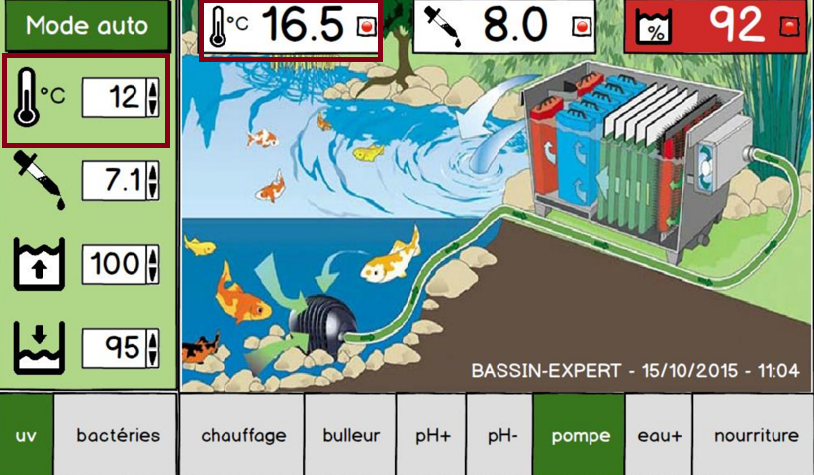 Mode auto
°C 16.5
8.0
% 92
°C 12
7.1
100
95
BASSIN-EXPERT - 15/10/2015 - 11:04
uv bactéries chauffage bulleur pH+ pH- pompe eau+ nourriture